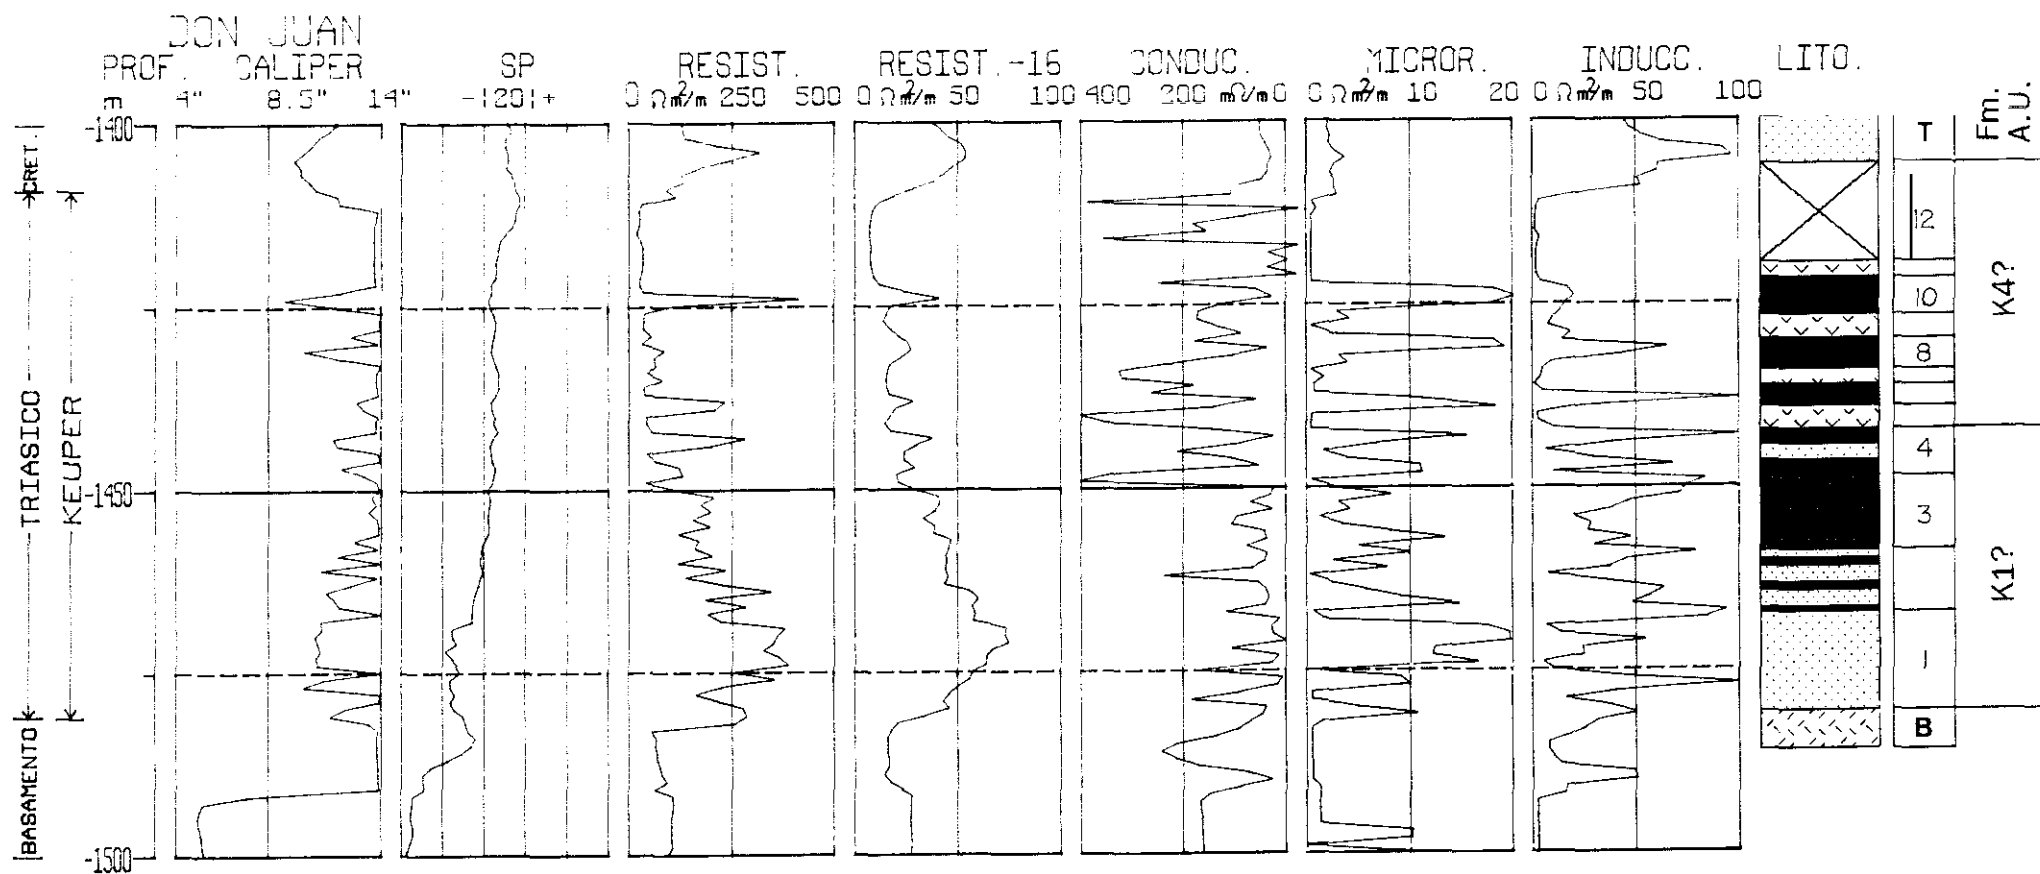 DON JUAN
PROF. CALIPER SP RESIST. RESIST.-16 CONDUC. MICROR. INDUCC. LITO.
m 4" 8.5" 14" -|20|+ 0 Ωm²/m 250 500 0 Ωm²/m 50 100 400 200 m℧/m 0 0 Ωm²/m 10 20 0 Ωm²/m 50 100
Fm.
A.U.
-1400
-1450
-1500
CRET.
TRIASICO
KEUPER
BASAMENTO
T
12
10
8
4
3
1
B
K4?
K1?